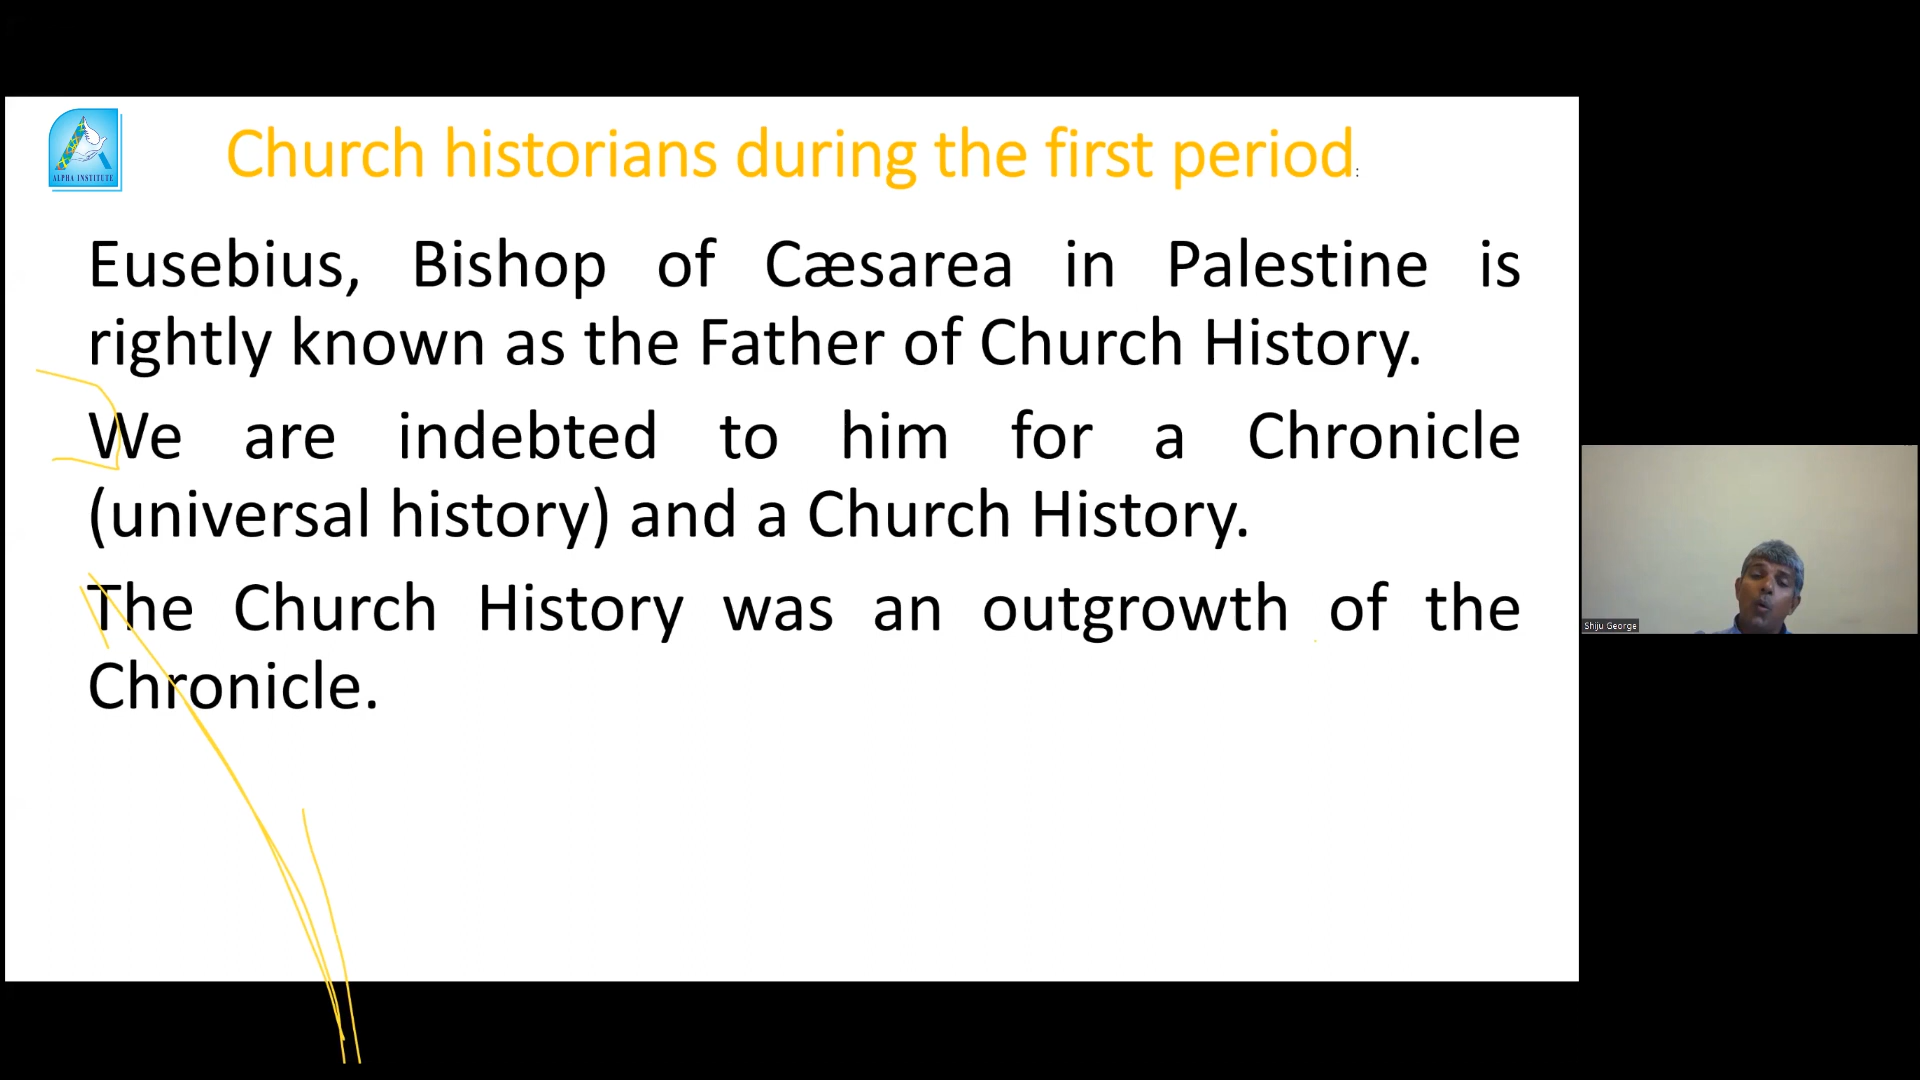 ALPHA INSTITUTE
Church historians during the first period:
Eusebius, Bishop of Cæsarea in Palestine is
rightly known as the Father of Church History.
We are indebted to him for a Chronicle
(universal history) and a Church History.
The Church History was an outgrowth of the
Chronicle.
Shiju George